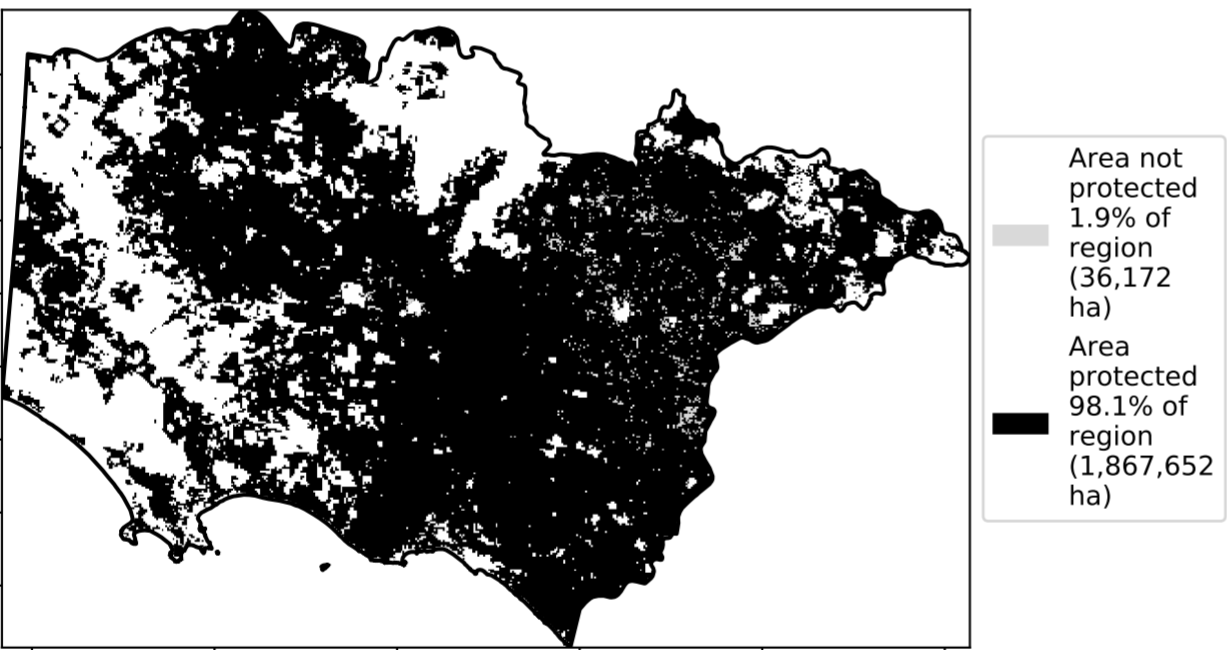 Area not
protected
1.9% of
region
(36,172
ha)
Area
protected
98.1% of
region
(1,867,652
ha)